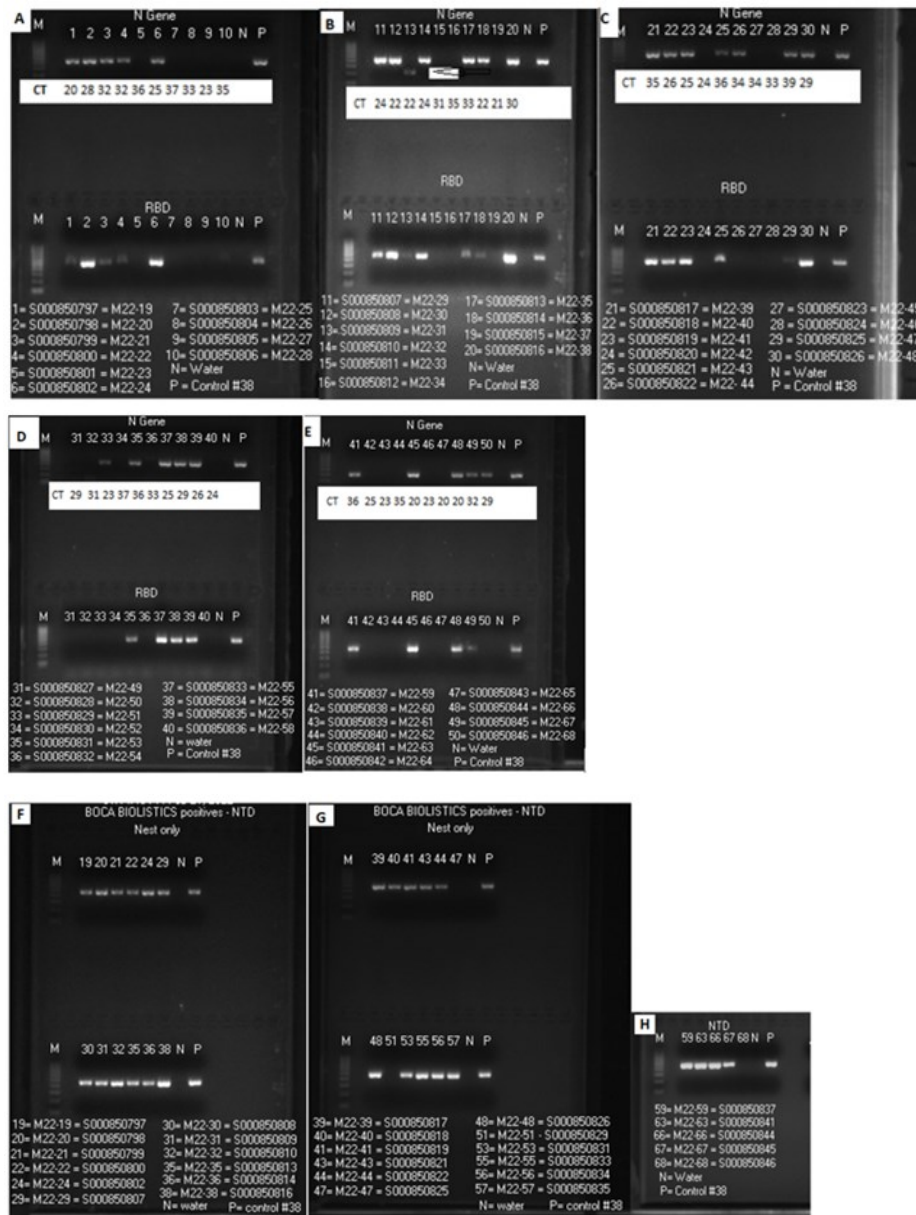 A
N Gene
M 1 2 3 4 5 6 7 8 9 10 N P
CT 20 28 32 32 36 25 37 33 23 35
RBD
M 1 2 3 4 5 6 7 8 9 10 N P
1= S000850797 = M22-19 7= S000850803 = M22-25
2= S000850798 = M22-20 8= S000850804 = M22-26
3= S000850799 = M22-21 9= S000850805 = M22-27
4= S000850800 = M22-22 10= S000850806 = M22-28
5= S000850801 = M22-23 N= Water
6= S000850802 = M22-24 P= Control #38
B
N Gene
M 11 12 13 14 15 16 17 18 19 20 N P
CT 24 22 22 24 31 35 33 22 21 30
RBD
M 11 12 13 14 15 16 17 18 19 20 N P
11= S000850807 = M22-29 17= S000850813 = M22-35
12= S000850808 = M22-30 18= S000850814 = M22-36
13= S000850809 = M22-31 19= S000850815 = M22-37
14= S000850810 = M22-32 20= S000850816 = M22-38
15= S000850811 = M22-33 N= Water
16= S000850812 = M22-34 P= Control #38
C
N Gene
M 21 22 23 24 25 26 27 28 29 30 N P
35 26 25 24 36 34 34 33 39 29
RBD
M 21 22 23 24 25 26 27 28 29 30 N P
21= S000850817 = M22-39 27= S000850823 =
22= S000850818 = M22-40 28= S000850824 =
23= S000850819 = M22-41 29= S000850825 =
24= S000850820 = M22-42 30= S000850826 =
25= S000850821 = M22-43 N= Water
26= S000850822 = M22- 44 P= Control #38
D
N Gene
M 31 32 33 34 35 36 37 38 39 40 N P
CT 29 31 23 37 36 33 25 29 26 24
RBD
M 31 32 33 34 35 36 37 38 39 40 N P
31= S000850827 = M22-49 37= S000850833 = M22-55
32= S000850828 = M22-50 38= S000850834 = M22-56
33= S000850829 = M22-51 39= S000850835 = M22-57
34= S000850830 = M22-52 40= S000850836 = M22-58
35= S000850831 = M22-53 N = water
36= S000850832 = M22-54 P = Control #38
E
N Gene
M 41 42 43 44 45 46 47 48 49 50 N P
CT 36 25 23 35 20 23 20 20 32 29
RBD
M 41 42 43 44 45 46 47 48 49 50 N P
41= S000850837 = M22-59 47= S000850843 = M22-65
42= S000850838 = M22-60 48= S000850844 = M22-66
43= S000850839 = M22-61 49= S000850845 = M22-67
44= S000850840 = M22-62 50= S000850846 = M22-68
45= S000850841 = M22-63 N= Water
46= S000850842 = M22-64 P= Control #38
F
BOCA BIOLISTICS positives - NTD
Nest only
M 19 20 21 22 24 29 N P
M 30 31 32 35 36 38 N P
19= M22-19 = S000850797 30= M22-30 = S000850808
20= M22-20 = S000850798 31= M22-31 = S000850809
21= M22-21 = S000850799 32= M22-32 = S000850810
22= M22-22 = S000850800 35= M22-35 = S000850813
24= M22-24 = S000850802 36= M22-36 = S000850814
29= M22-29 = S000850807 38= M22-38 = S000850816
N= water P= control #38
G
BOCA BIOLISTICS positives - NTD
Nest only
M 39 40 41 43 44 47 N P
M 48 51 53 55 56 57 N P
39= M22-39 = S000850817 48= M22-48 = S000850826
40= M22-40 = S000850818 51= M22-51 - S000850829
41= M22-41 = S000850819 53= M22-53 = S000850831
43= M22-43 = S000850821 55= M22-55 = S000850833
44= M22-44 = S000850822 56= M22-56 = S000850834
47= M22-47 = S000850825 57= M22-57 = S000850835
N= water P= control #38
H
NTD
M 59 63 66 67 68 N P
59= M22-59 = S000850837
63= M22-63 = S000850841
66= M22-66 = S000850844
67= M22-67 = S000850845
68= M22-68 = S000850846
N= Water
P= Control #38